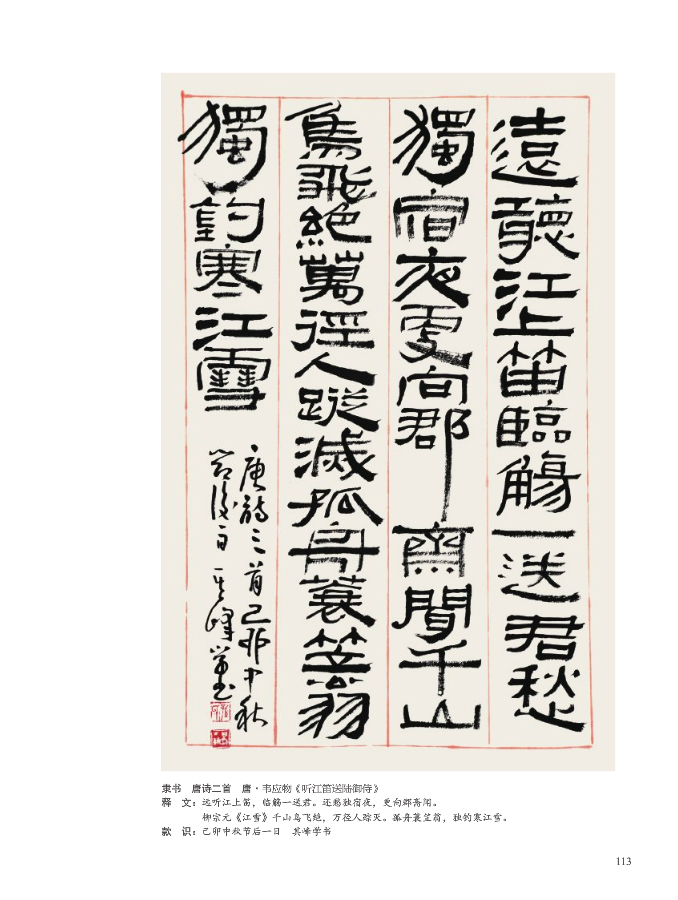 遠聽江上笛臨觴一送君愁
獨宿夜更向郡齋聞千山
鳥飛絕萬徑人蹤滅孤舟蓑笠翁
獨釣寒江雪
唐詩二首己卯中秋
節後一日其峰學書
隶书　唐诗二首　唐·韦应物《听江笛送陆御侍》
释　文：远听江上笛，临觞一送君。还愁独宿夜，更向郡斋闻。
柳宗元《江雪》千山鸟飞绝，万径人踪灭。孤舟蓑笠翁，独钓寒江雪。
款　识：己卯中秋节后一日　其峰学书
113